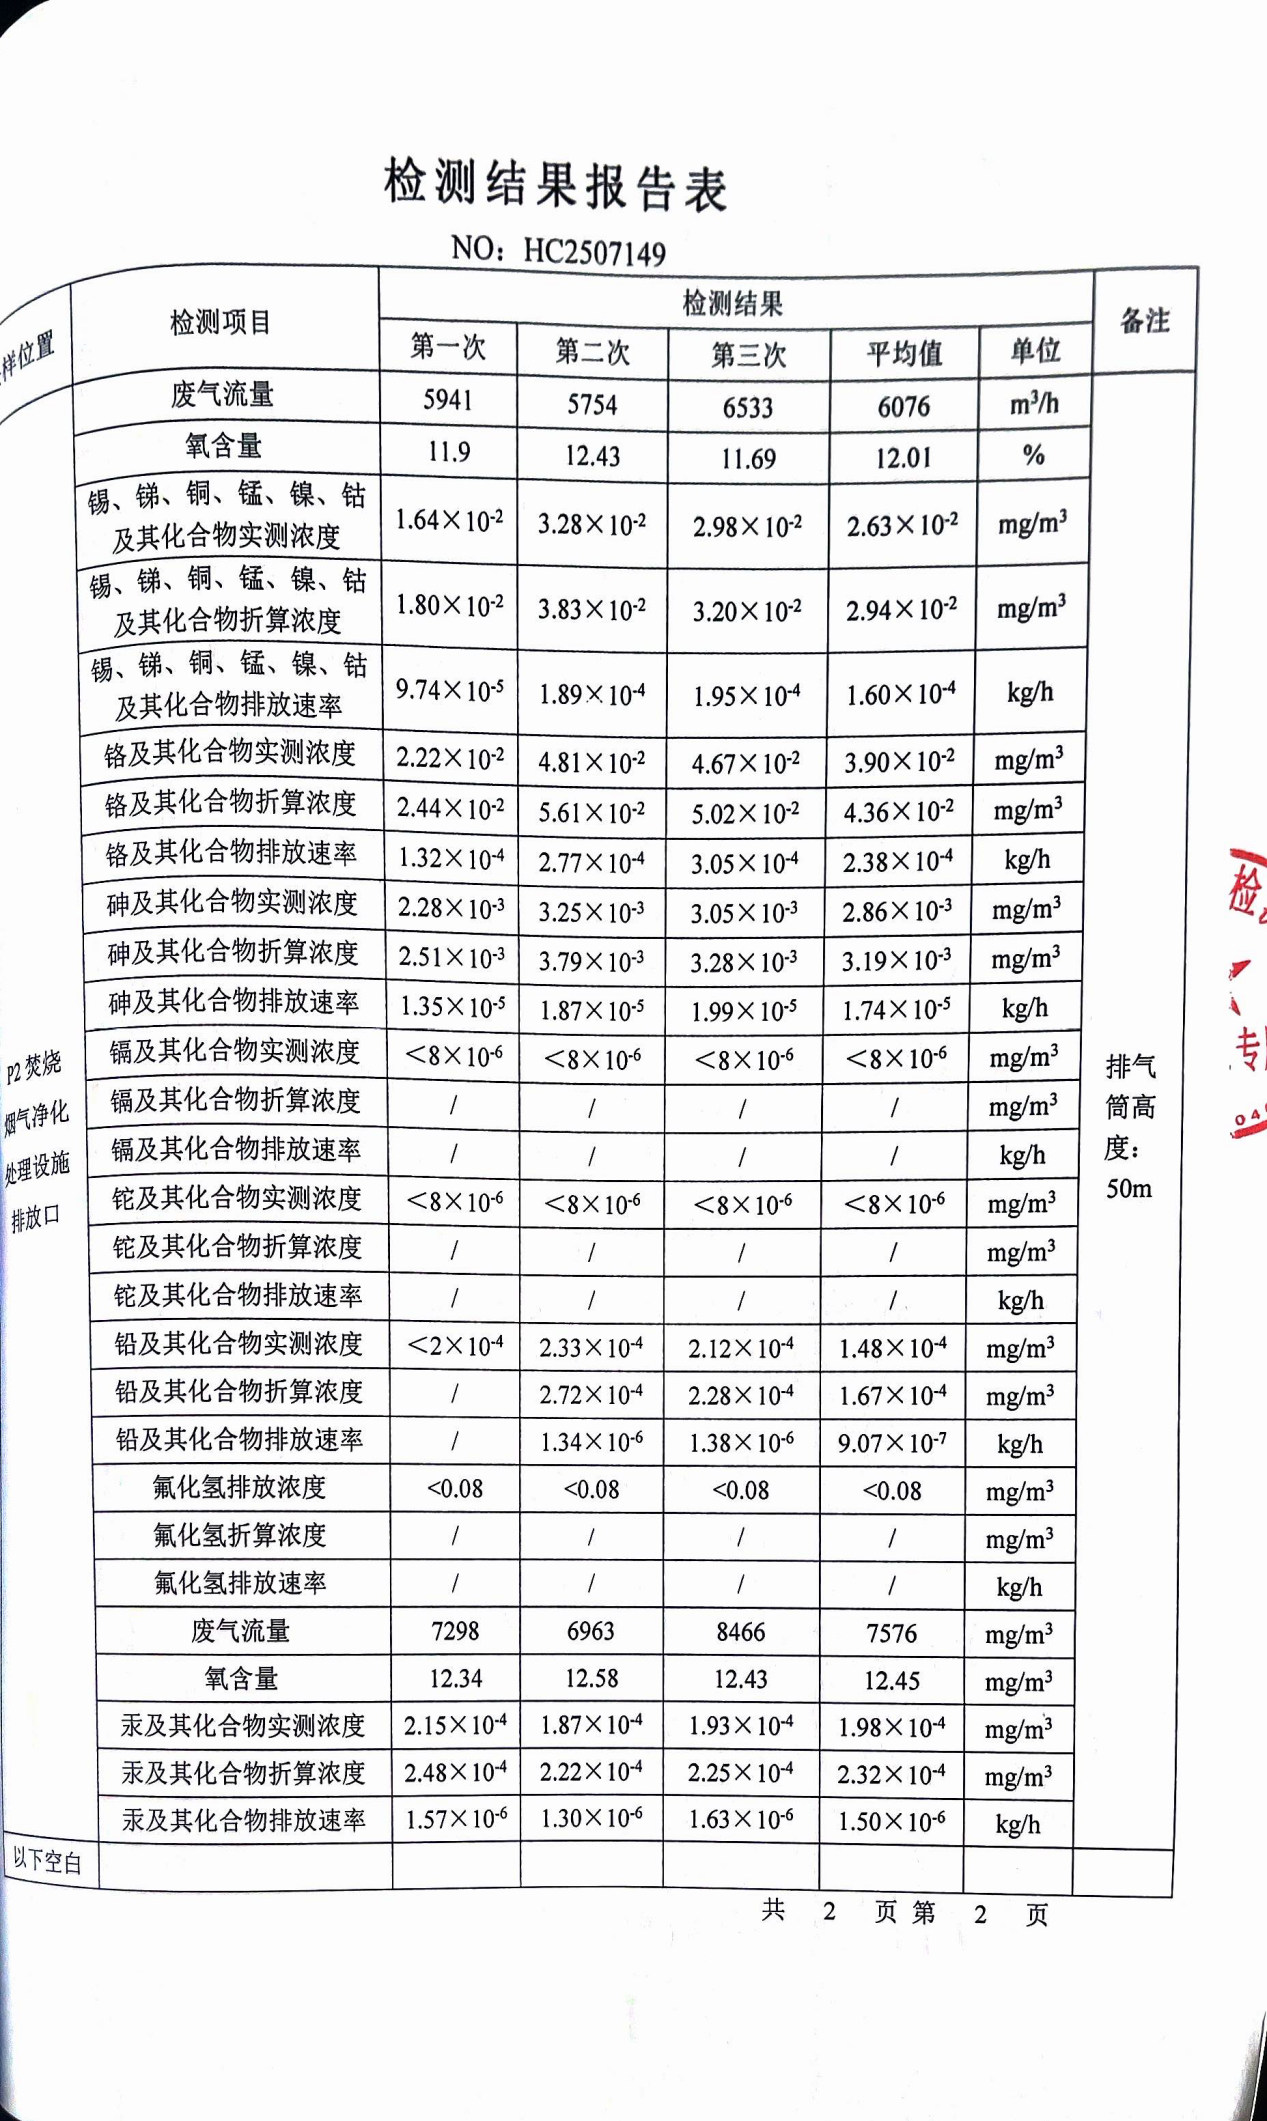 检测结果报告表
NO：HC2507149
样位置 检测项目 检测结果 备注
第一次 第二次 第三次 平均值 单位
废气流量 5941 5754 6533 6076 m³/h
氧含量 11.9 12.43 11.69 12.01 %
锡、锑、铜、锰、镍、钴
及其化合物实测浓度 1.64×10⁻² 3.28×10⁻² 2.98×10⁻² 2.63×10⁻² mg/m³
锡、锑、铜、锰、镍、钴
及其化合物折算浓度 1.80×10⁻² 3.83×10⁻² 3.20×10⁻² 2.94×10⁻² mg/m³
锡、锑、铜、锰、镍、钴
及其化合物排放速率 9.74×10⁻⁵ 1.89×10⁻⁴ 1.95×10⁻⁴ 1.60×10⁻⁴ kg/h
铬及其化合物实测浓度 2.22×10⁻² 4.81×10⁻² 4.67×10⁻² 3.90×10⁻² mg/m³
铬及其化合物折算浓度 2.44×10⁻² 5.61×10⁻² 5.02×10⁻² 4.36×10⁻² mg/m³
铬及其化合物排放速率 1.32×10⁻⁴ 2.77×10⁻⁴ 3.05×10⁻⁴ 2.38×10⁻⁴ kg/h
砷及其化合物实测浓度 2.28×10⁻³ 3.25×10⁻³ 3.05×10⁻³ 2.86×10⁻³ mg/m³
砷及其化合物折算浓度 2.51×10⁻³ 3.79×10⁻³ 3.28×10⁻³ 3.19×10⁻³ mg/m³
砷及其化合物排放速率 1.35×10⁻⁵ 1.87×10⁻⁵ 1.99×10⁻⁵ 1.74×10⁻⁵ kg/h
镉及其化合物实测浓度 <8×10⁻⁶ <8×10⁻⁶ <8×10⁻⁶ <8×10⁻⁶ mg/m³
镉及其化合物折算浓度 / / / / mg/m³
镉及其化合物排放速率 / / / / kg/h
铊及其化合物实测浓度 <8×10⁻⁶ <8×10⁻⁶ <8×10⁻⁶ <8×10⁻⁶ mg/m³
铊及其化合物折算浓度 / / / / mg/m³
铊及其化合物排放速率 / / / / kg/h
铅及其化合物实测浓度 <2×10⁻⁴ 2.33×10⁻⁴ 2.12×10⁻⁴ 1.48×10⁻⁴ mg/m³
铅及其化合物折算浓度 / 2.72×10⁻⁴ 2.28×10⁻⁴ 1.67×10⁻⁴ mg/m³
铅及其化合物排放速率 / 1.34×10⁻⁶ 1.38×10⁻⁶ 9.07×10⁻⁷ kg/h
氟化氢排放浓度 <0.08 <0.08 <0.08 <0.08 mg/m³
氟化氢折算浓度 / / / / mg/m³
氟化氢排放速率 / / / / kg/h
废气流量 7298 6963 8466 7576 mg/m³
氧含量 12.34 12.58 12.43 12.45 mg/m³
汞及其化合物实测浓度 2.15×10⁻⁴ 1.87×10⁻⁴ 1.93×10⁻⁴ 1.98×10⁻⁴ mg/m³
汞及其化合物折算浓度 2.48×10⁻⁴ 2.22×10⁻⁴ 2.25×10⁻⁴ 2.32×10⁻⁴ mg/m³
汞及其化合物排放速率 1.57×10⁻⁶ 1.30×10⁻⁶ 1.63×10⁻⁶ 1.50×10⁻⁶ kg/h
P2焚烧
烟气净化
处理设施
排放口
排气
筒高
度：
50m
以下空白
共 2 页 第 2 页
检
专
04